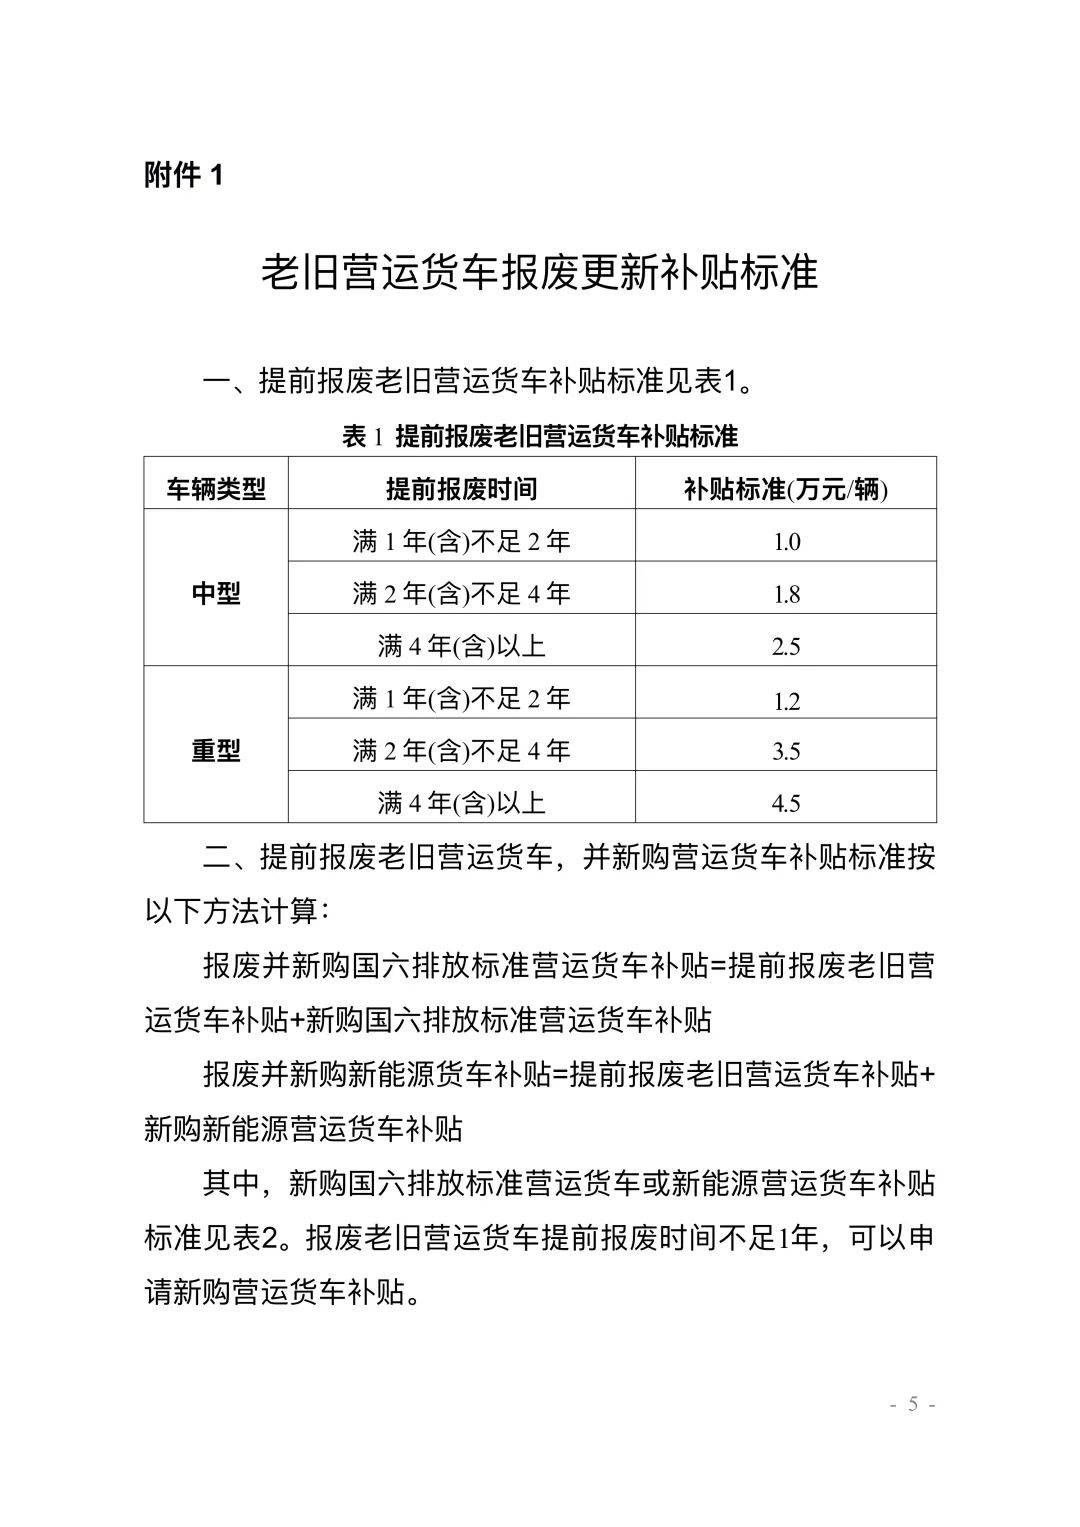 附件 1
老旧营运货车报废更新补贴标准
一、提前报废老旧营运货车补贴标准见表1。
表 1 提前报废老旧营运货车补贴标准
车辆类型 提前报废时间 补贴标准(万元/辆)
中型
满 1 年(含)不足 2 年 1.0
满 2 年(含)不足 4 年 1.8
满 4 年(含)以上 2.5
重型
满 1 年(含)不足 2 年 1.2
满 2 年(含)不足 4 年 3.5
满 4 年(含)以上 4.5
二、提前报废老旧营运货车，并新购营运货车补贴标准按
以下方法计算：
报废并新购国六排放标准营运货车补贴=提前报废老旧营
运货车补贴+新购国六排放标准营运货车补贴
报废并新购新能源货车补贴=提前报废老旧营运货车补贴+
新购新能源营运货车补贴
其中，新购国六排放标准营运货车或新能源营运货车补贴
标准见表2。报废老旧营运货车提前报废时间不足1年，可以申
请新购营运货车补贴。
- 5 -